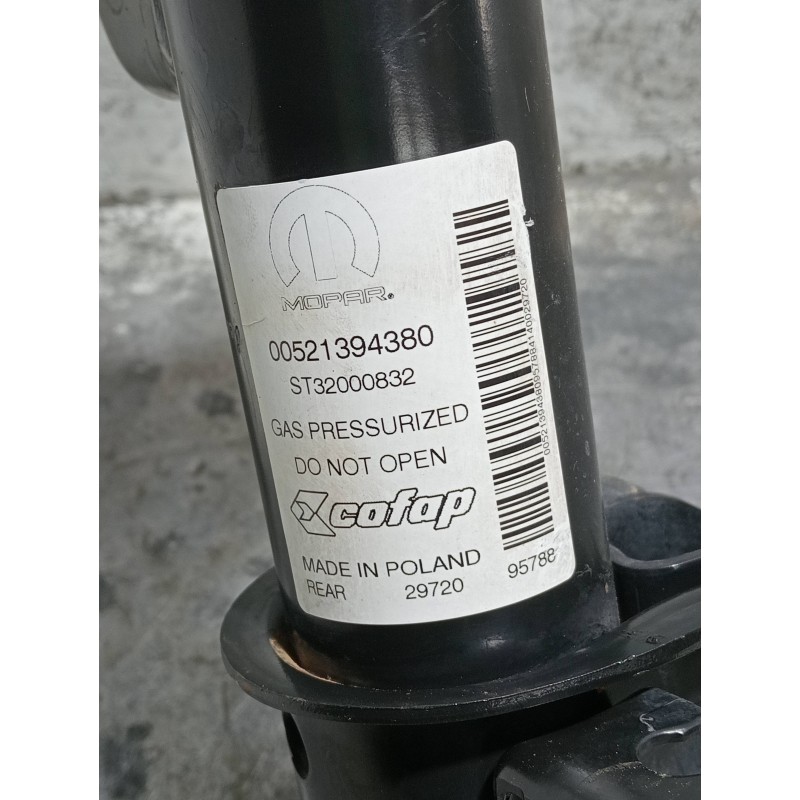 MOPAR®
00521394380
ST32000832
GAS PRESSURIZED
DO NOT OPEN
cofap
MADE IN POLAND
REAR 29720 95788